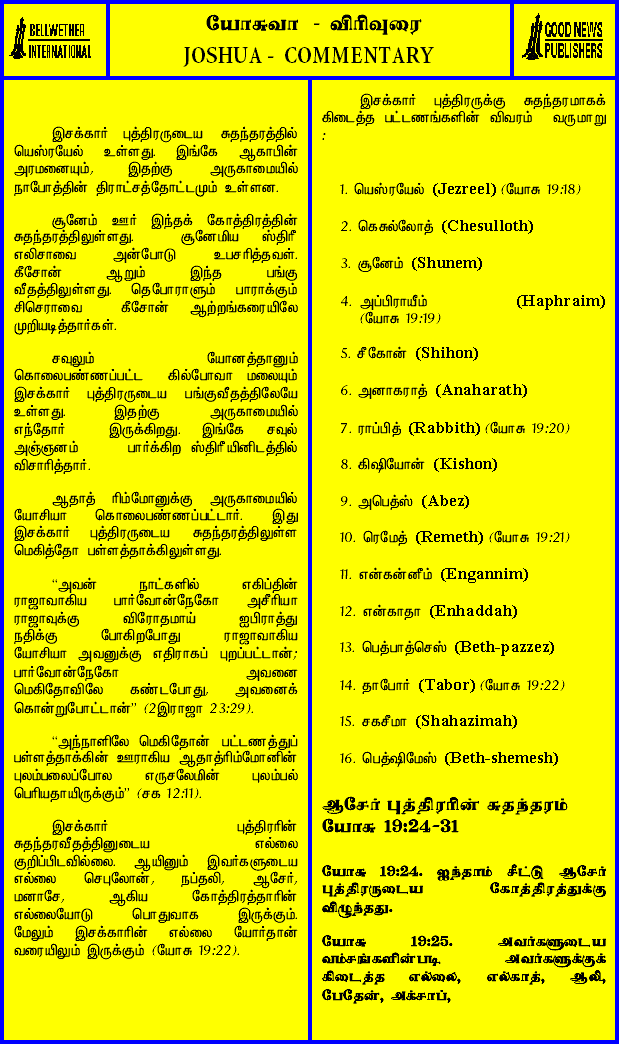 BELLWETHER
INTERNATIONAL
யோசுவா - விரிவுரை
JOSHUA - COMMENTARY
GOOD NEWS
PUBLISHERS
இசக்கார் புத்திரருடைய சுதந்தரத்தில்
யெஸ்ரயேல் உள்ளது. இங்கே ஆகாபின்
அரமனையும், இதற்கு அருகாமையில்
நாபோத்தின் திராட்சத்தோட்டமும் உள்ளன.
சூனேம் ஊர் இந்தக் கோத்திரத்தின்
சுதந்தரத்திலுள்ளது. சூனேமிய ஸ்திரீ
எலிசாவை அன்போடு உபசரித்தவள்.
கீசோன் ஆறும் இந்த பங்கு
வீதத்திலுள்ளது. தெபோராளும் பாராக்கும்
சிசெராவை கீசோன் ஆற்றங்கரையிலே
முறியடித்தார்கள்.
சவுலும் யோனத்தானும்
கொலைபண்ணப்பட்ட கில்போவா மலையும்
இசக்கார் புத்திரருடைய பங்குவீதத்திலேயே
உள்ளது. இதற்கு அருகாமையில்
எந்தோர் இருக்கிறது. இங்கே சவுல்
அஞ்ஞனம் பார்க்கிற ஸ்திரீயினிடத்தில்
விசாரித்தார்.
ஆதாத் ரிம்மோனுக்கு அருகாமையில்
யோசியா கொலைபண்ணப்பட்டார். இது
இசக்கார் புத்திரருடைய சுதந்தரத்திலுள்ள
மெகித்தோ பள்ளத்தாக்கிலுள்ளது.
“அவன் நாட்களில் எகிப்தின்
ராஜாவாகிய பார்வோன்நேகோ அசீரியா
ராஜாவுக்கு விரோதமாய் ஐபிராத்து
நதிக்கு போகிறபோது ராஜாவாகிய
யோசியா அவனுக்கு எதிராகப் புறப்பட்டான்;
பார்வோன்நேகோ அவனை
மெகிதோவிலே கண்டபோது, அவனைக்
கொன்றுபோட்டான்” (2இராஜா 23:29).
“அந்நாளிலே மெகிதோன் பட்டணத்துப்
பள்ளத்தாக்கின் ஊராகிய ஆதாத்ரிம்மோனின்
புலம்பலைப்போல எருசலேமின் புலம்பல்
பெரியதாயிருக்கும்” (சக 12:11).
இசக்கார் புத்திரரின்
சுதந்தரவீதத்தினுடைய எல்லை
குறிப்பிடவில்லை. ஆயினும் இவர்களுடைய
எல்லை செபுலோன், நப்தலி, ஆசேர்,
மனாசே, ஆகிய கோத்திரத்தாரின்
எல்லையோடு பொதுவாக இருக்கும்.
மேலும் இசக்காரின் எல்லை யோர்தான்
வரையிலும் இருக்கும் (யோசு 19:22).
இசக்கார் புத்திரருக்கு சுதந்தரமாகக்
கிடைத்த பட்டணங்களின் விவரம் வருமாறு
:
1. யெஸ்ரயேல் (Jezreel) (யோசு 19:18)
2. கெசுல்லோத் (Chesulloth)
3. சூனேம் (Shunem)
4. அப்பிராயீம் (Haphraim)
(யோசு 19:19)
5. சீகோன் (Shihon)
6. அனாகராத் (Anaharath)
7. ராப்பித் (Rabbith) (யோசு 19:20)
8. கிஷியோன் (Kishon)
9. அபெத்ஸ் (Abez)
10. ரெமேத் (Remeth) (யோசு 19:21)
11. என்கன்னீம் (Engannim)
12. என்காதா (Enhaddah)
13. பெத்பாத்செஸ் (Beth-pazzez)
14. தாபோர் (Tabor) (யோசு 19:22)
15. சகசீமா (Shahazimah)
16. பெத்ஷிமேஸ் (Beth-shemesh)
ஆசேர் புத்திரரின் சுதந்தரம்
யோசு 19:24-31
யோசு 19:24. ஐந்தாம் சீட்டு ஆசேர்
புத்திரருடைய கோத்திரத்துக்கு
விழுந்தது.
யோசு 19:25. அவர்களுடைய
வம்சங்களின்படி அவர்களுக்குக்
கிடைத்த எல்லை, எல்காத், ஆலி,
பேதேன், அக்சாப்,